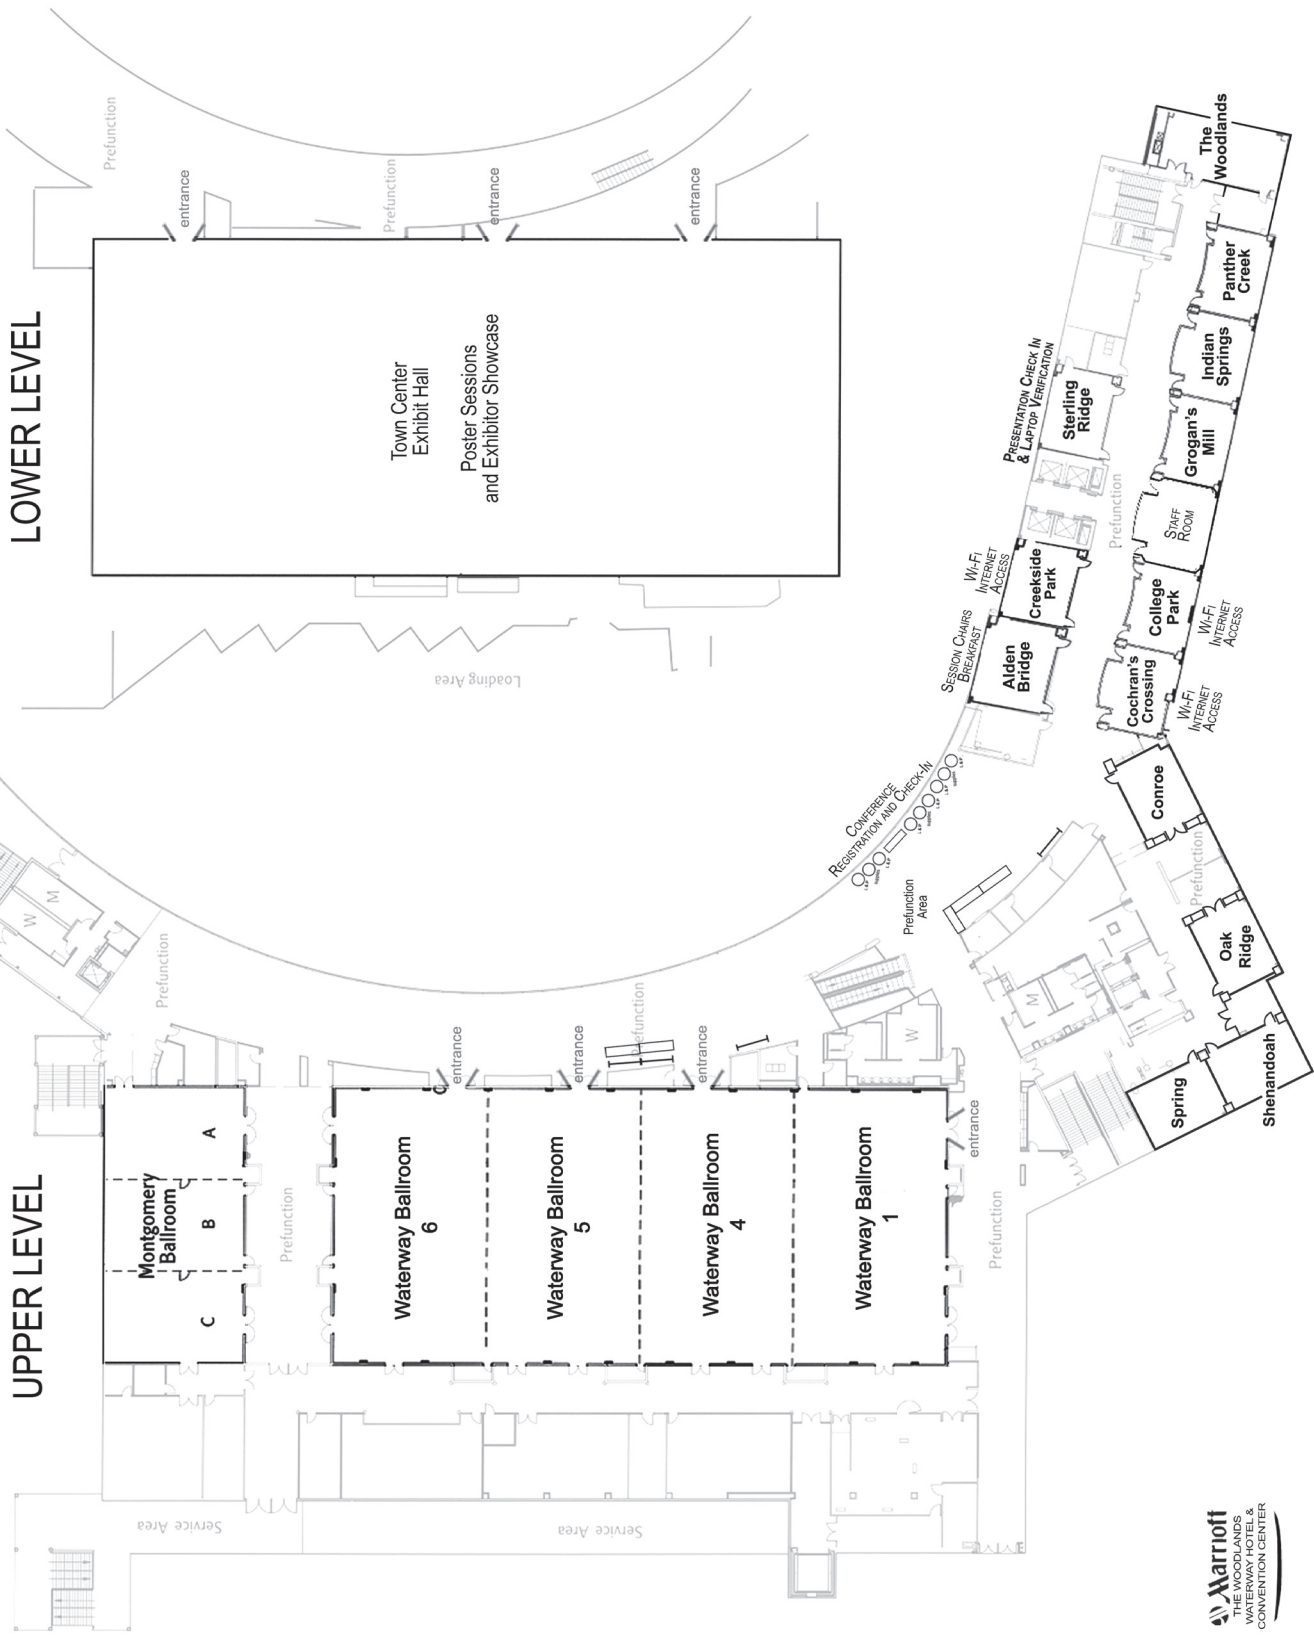 LOWER LEVEL
Prefunction
entrance
Prefunction
entrance
entrance
Town Center
Exhibit Hall
Poster Sessions
and Exhibitor Showcase
Loading Area
UPPER LEVEL
The
Woodlands
Panther
Creek
Indian
Springs
Grogan's
Mill
STAFF
ROOM
College
Park
Cochran's
Crossing
WI-FI
INTERNET
ACCESS
WI-FI
INTERNET
ACCESS
PRESENTATION CHECK IN
& LAPTOP VERIFICATION
Sterling
Ridge
Prefunction
WI-FI
INTERNET
ACCESS
Creekside
Park
SESSION CHAIRS
BREAKFAST
Alden
Bridge
CONFERENCE
REGISTRATION AND CHECK-IN
Prefunction
Area
Conroe
Prefunction
Oak
Ridge
Shenandoah
Spring
M
W
W
M
Prefunction
Prefunction
entrance
entrance
entrance
entrance
Montgomery
Ballroom
A
B
C
Prefunction
Waterway Ballroom
6
Waterway Ballroom
5
Waterway Ballroom
4
Waterway Ballroom
1
Prefunction
Service Area
Service Area
Marriott
THE WOODLANDS
WATERWAY HOTEL &
CONVENTION CENTER